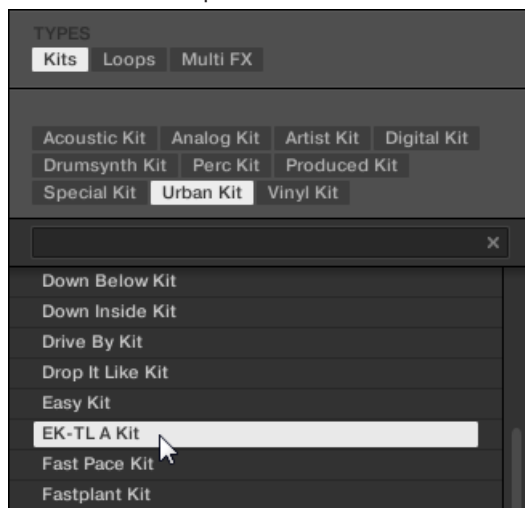 TYPES
Kits Loops Multi FX
Acoustic Kit Analog Kit Artist Kit Digital Kit
Drumsynth Kit Perc Kit Produced Kit
Special Kit Urban Kit Vinyl Kit
Down Below Kit
Down Inside Kit
Drive By Kit
Drop It Like Kit
Easy Kit
EK-TL A Kit
Fast Pace Kit
Fastplant Kit